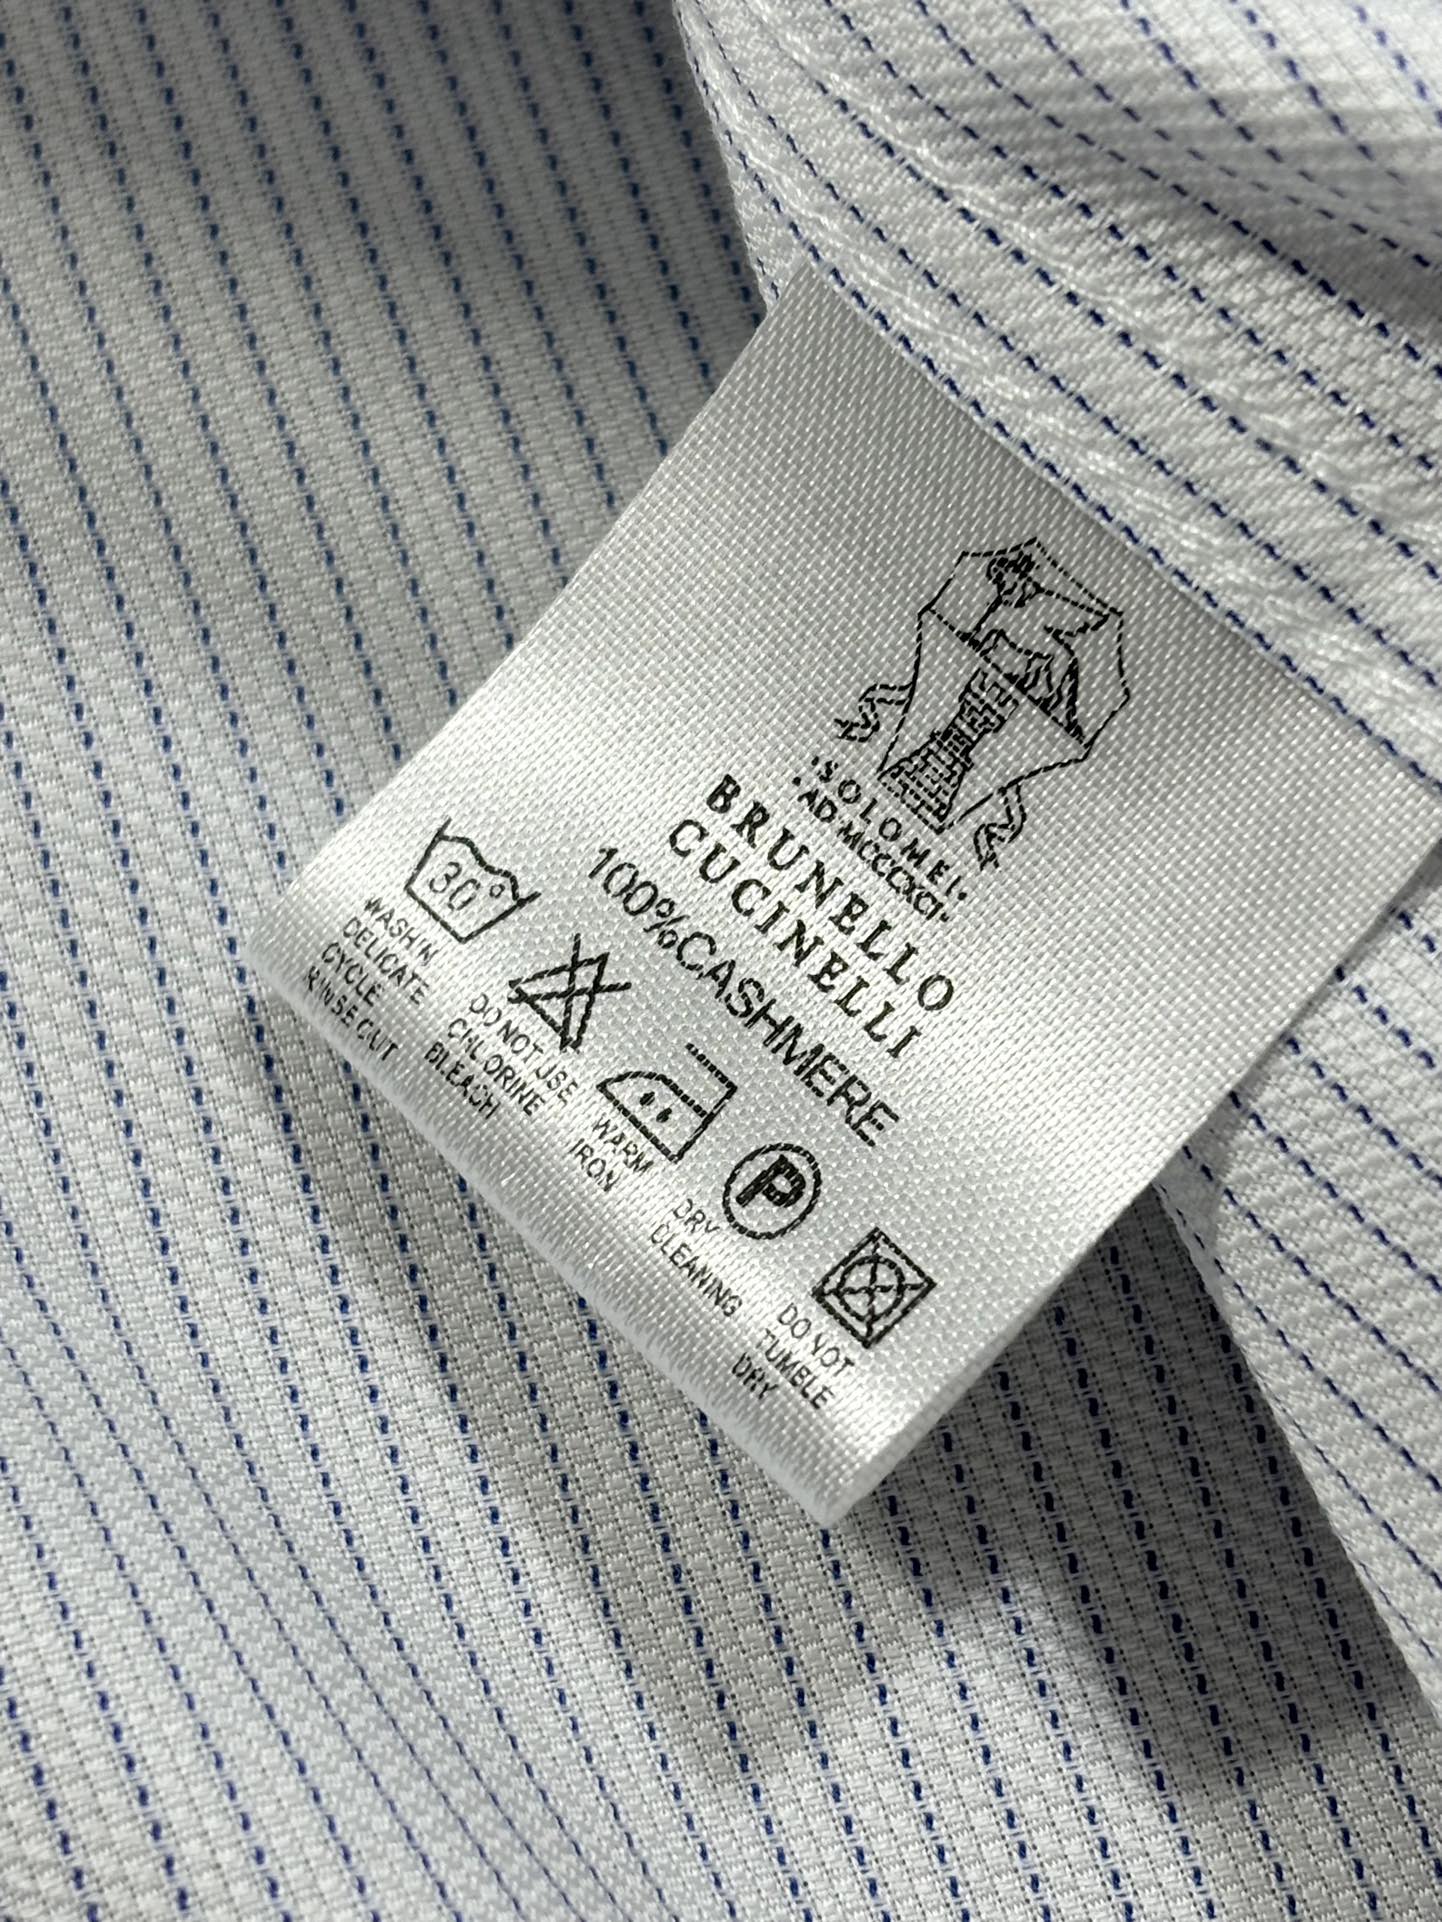 ·SOLOMEI·
·AD MCCCXCI·
BRUNELLO
CUCINELLI
100%CASHMERE
30°
WASH IN
DELICATE
CYCLE
RINSE OUT
DO NOT USE
CHLORINE
BLEACH
WARM
IRON
P
DRY
CLEANING
DO NOT
TUMBLE
DRY